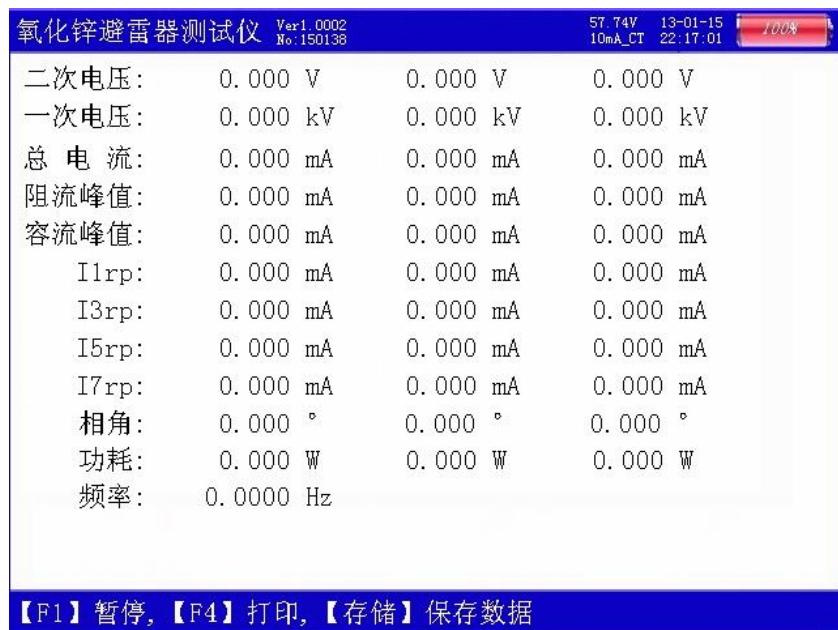 氧化锌避雷器测试仪 Ver1.0002 No:150138 57.74V 13-01-15 10mA_CT 22:17:01 100%
二次电压: 0.000 V 0.000 V 0.000 V
一次电压: 0.000 kV 0.000 kV 0.000 kV
总 电 流: 0.000 mA 0.000 mA 0.000 mA
阻流峰值: 0.000 mA 0.000 mA 0.000 mA
容流峰值: 0.000 mA 0.000 mA 0.000 mA
I1rp: 0.000 mA 0.000 mA 0.000 mA
I3rp: 0.000 mA 0.000 mA 0.000 mA
I5rp: 0.000 mA 0.000 mA 0.000 mA
I7rp: 0.000 mA 0.000 mA 0.000 mA
相角: 0.000 ° 0.000 ° 0.000 °
功耗: 0.000 W 0.000 W 0.000 W
频率: 0.0000 Hz
【F1】暂停,【F4】打印,【存储】保存数据